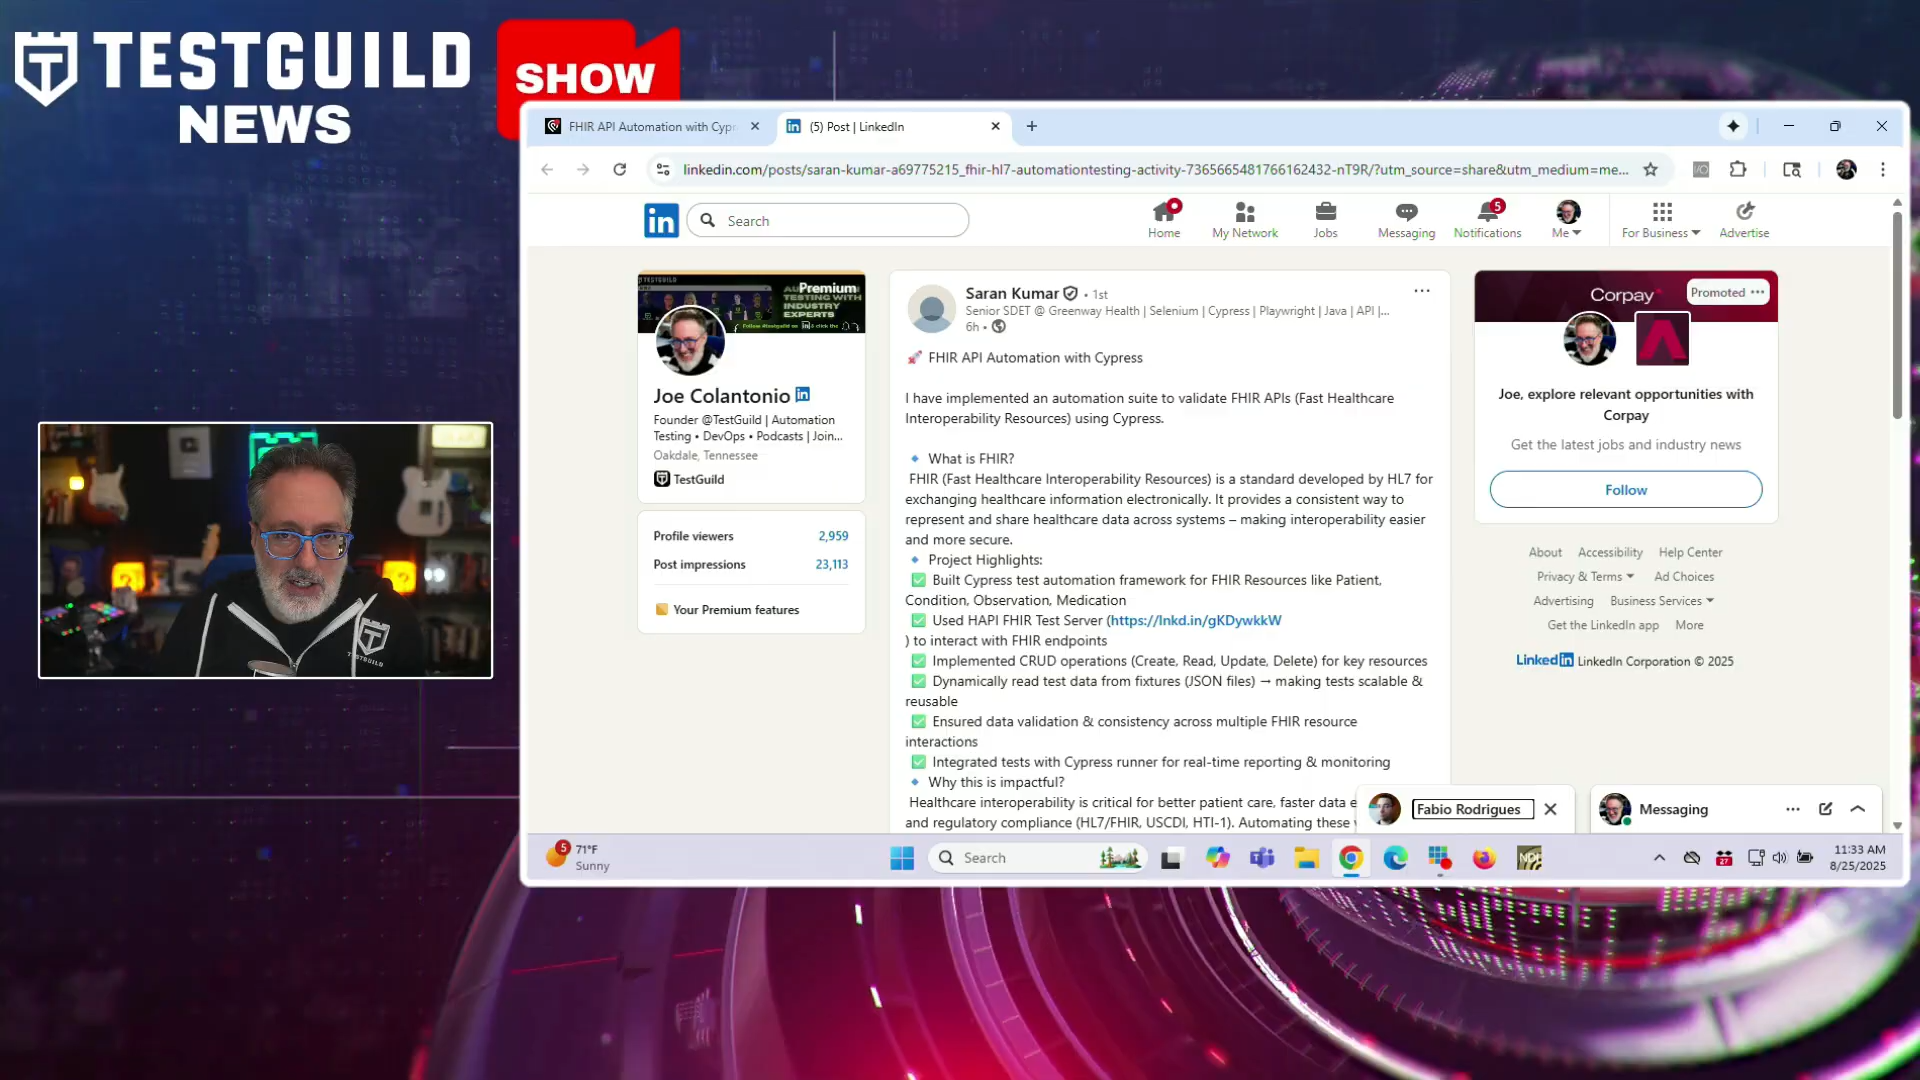 TESTGUILD
NEWS
SHOW
FHIR API Automation with Cyp
(5) Post | LinkedIn
linkedin.com/posts/saran-kumar-a69775215_fhir-hl7-automationtesting-activity-7365665481766162432-nT9R/?utm_source=share&utm_medium=me...
Search
Home
My Network
Jobs
Messaging
5
Notifications
Me
For Business
Advertise
Premium
TESTING WITH
INDUSTRY
EXPERTS
Joe Colantonio
Founder @TestGuild | Automation
Testing • DevOps • Podcasts | Join...
Oakdale, Tennessee
TestGuild
Profile viewers 2,959
Post impressions 23,113
Your Premium features
Saran Kumar • 1st
Senior SDET @ Greenway Health | Selenium | Cypress | Playwright | Java | API |...
6h •
🚀 FHIR API Automation with Cypress
I have implemented an automation suite to validate FHIR APIs (Fast Healthcare
Interoperability Resources) using Cypress.
🔹 What is FHIR?
FHIR (Fast Healthcare Interoperability Resources) is a standard developed by HL7 for
exchanging healthcare information electronically. It provides a consistent way to
represent and share healthcare data across systems – making interoperability easier
and more secure.
🔹 Project Highlights:
✅ Built Cypress test automation framework for FHIR Resources like Patient,
Condition, Observation, Medication
✅ Used HAPI FHIR Test Server (https://lnkd.in/gKDywkkW
) to interact with FHIR endpoints
✅ Implemented CRUD operations (Create, Read, Update, Delete) for key resources
✅ Dynamically read test data from fixtures (JSON files) → making tests scalable &
reusable
✅ Ensured data validation & consistency across multiple FHIR resource
interactions
✅ Integrated tests with Cypress runner for real-time reporting & monitoring
🔹 Why this is impactful?
Healthcare interoperability is critical for better patient care, faster data e
and regulatory compliance (HL7/FHIR, USCDI, HTI-1). Automating these
Corpay
Promoted
Joe, explore relevant opportunities with
Corpay
Get the latest jobs and industry news
Follow
About Accessibility Help Center
Privacy & Terms Ad Choices
Advertising Business Services
Get the LinkedIn app More
LinkedIn LinkedIn Corporation © 2025
Fabio Rodrigues
Messaging
5
71°F
Sunny
Search
27
11:33 AM
8/25/2025
TESTGUILD